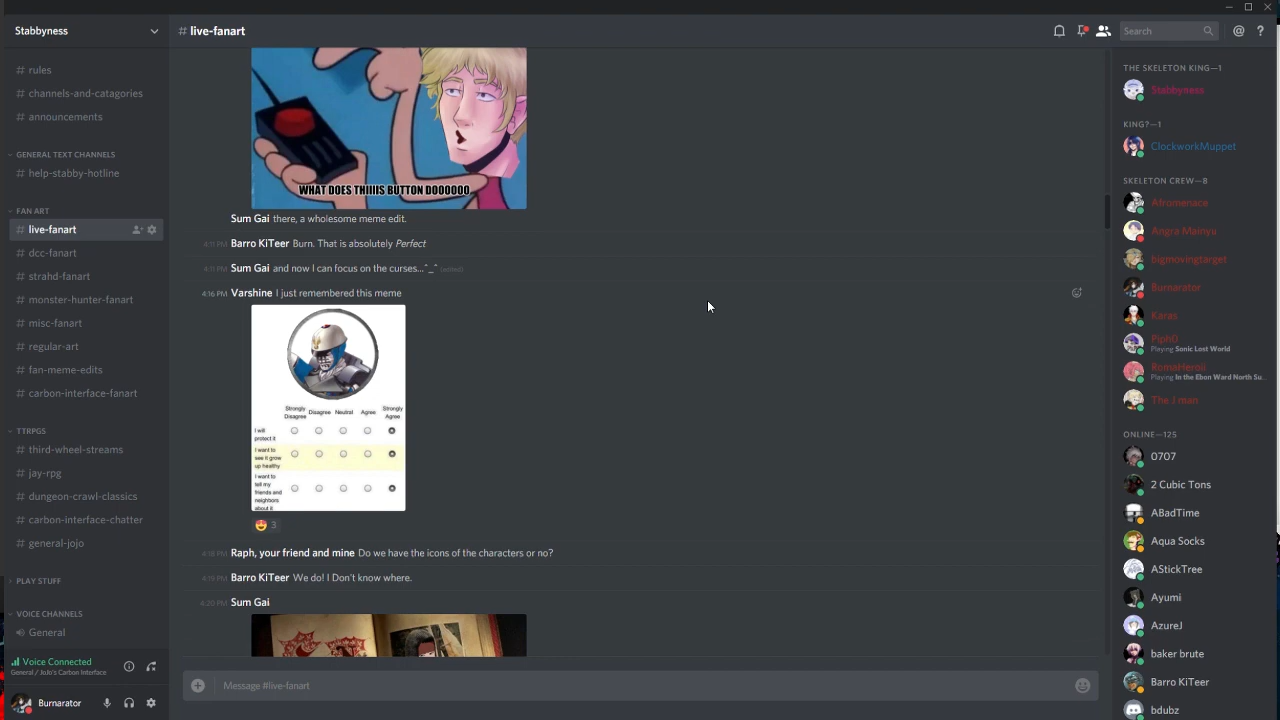 Stabbyness
# live-fanart
Search
# rules
# channels-and-catagories
# announcements
GENERAL TEXT CHANNELS
# help-stabby-hotline
FAN ART
# live-fanart
# dcc-fanart
# strahd-fanart
# monster-hunter-fanart
# misc-fanart
# regular-art
# fan-meme-edits
# carbon-interface-fanart
TTRPGS
# third-wheel-streams
# jay-rpg
# dungeon-crawl-classics
# carbon-interface-chatter
# general-jojo
PLAY STUFF
VOICE CHANNELS
General
Voice Connected
General / JoJo's Carbon Interface
Burnarator
WHAT DOES THIIIIS BUTTON DOOOOOO
Sum Gai there, a wholesome meme edit.
4:11 PM Barro KiTeer Burn. That is absolutely Perfect
4:11 PM Sum Gai and now I can focus on the curses...^_^ (edited)
4:16 PM Varshine I just remembered this meme
Strongly Disagree Disagree Neutral Agree Strongly Agree
I will
protect it
I want to
see it grow
up healthy
I want to
tell my
friends and
neighbors
about it
3
4:18 PM Raph, your friend and mine Do we have the icons of the characters or no?
4:19 PM Barro KiTeer We do! I Don't know where.
4:20 PM Sum Gai
Message #live-fanart
THE SKELETON KING—1
Stabbyness
KING?—1
ClockworkMuppet
SKELETON CREW—8
Afromenace
Angra Mainyu
bigmovingtarget
Burnarator
Karas
Piph0
Playing Sonic Lost World
RomaHeroii
Playing In the Ebon Ward North Su...
The J man
ONLINE—125
0707
2 Cubic Tons
ABadTime
Aqua Socks
AStickTree
Ayumi
AzureJ
baker brute
Barro KiTeer
bdubz